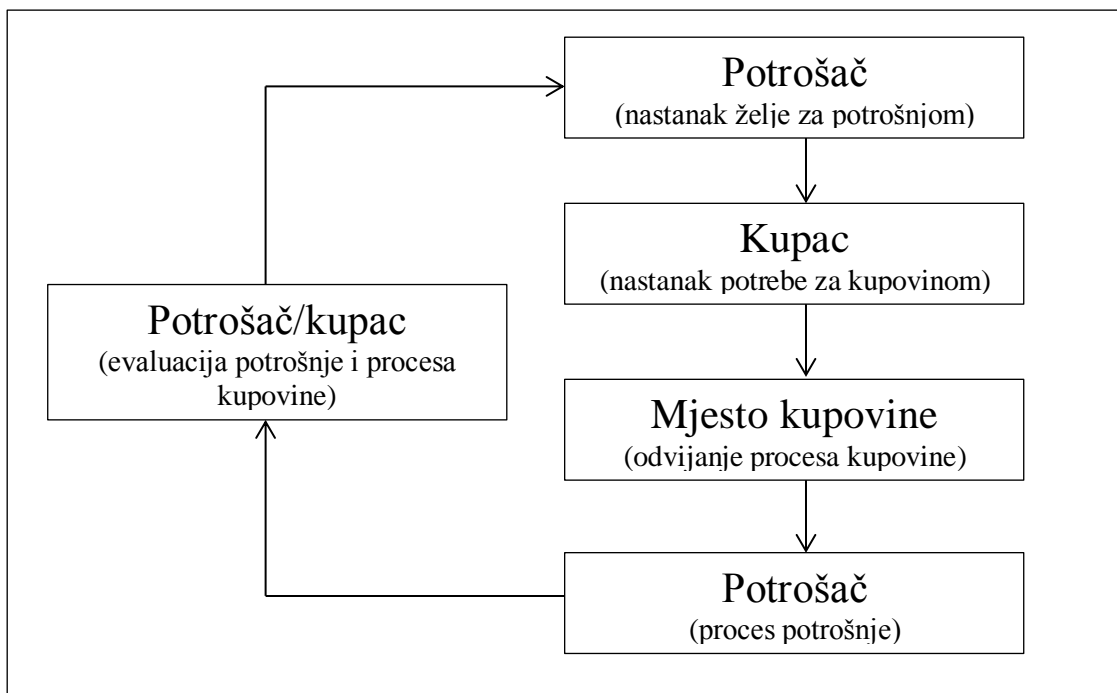 Potrošač
(nastanak želje za potrošnjom)
Kupac
(nastanak potrebe za kupovinom)
Potrošač/kupac
(evaluacija potrošnje i procesa
kupovine)
Mjesto kupovine
(odvijanje procesa kupovine)
Potrošač
(proces potrošnje)